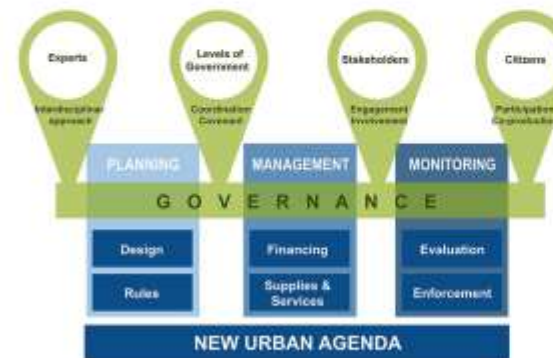 Experts
Levels of
Government
Stakeholders
Citizens
Interdisciplinar
approach
Coordination
Covenant
Engagement
Involvement
Participation
Co-production
PLANNING
MANAGEMENT
MONITORING
GOVERNANCE
Design
Financing
Evaluation
Rules
Supplies &
Services
Enforcement
NEW URBAN AGENDA